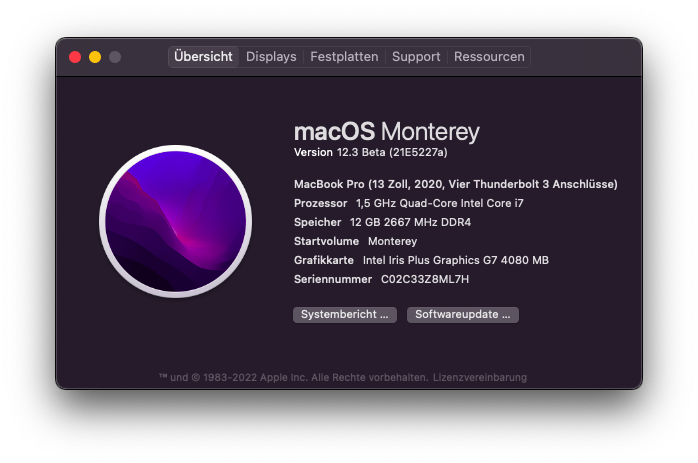 Übersicht Displays Festplatten Support Ressourcen
macOS Monterey
Version 12.3 Beta (21E5227a)
MacBook Pro (13 Zoll, 2020, Vier Thunderbolt 3 Anschlüsse)
Prozessor 1,5 GHz Quad-Core Intel Core i7
Speicher 12 GB 2667 MHz DDR4
Startvolume Monterey
Grafikkarte Intel Iris Plus Graphics G7 4080 MB
Seriennummer C02C33Z8ML7H
Systembericht ... Softwareupdate ...
™ und © 1983-2022 Apple Inc. Alle Rechte vorbehalten. Lizenzvereinbarung